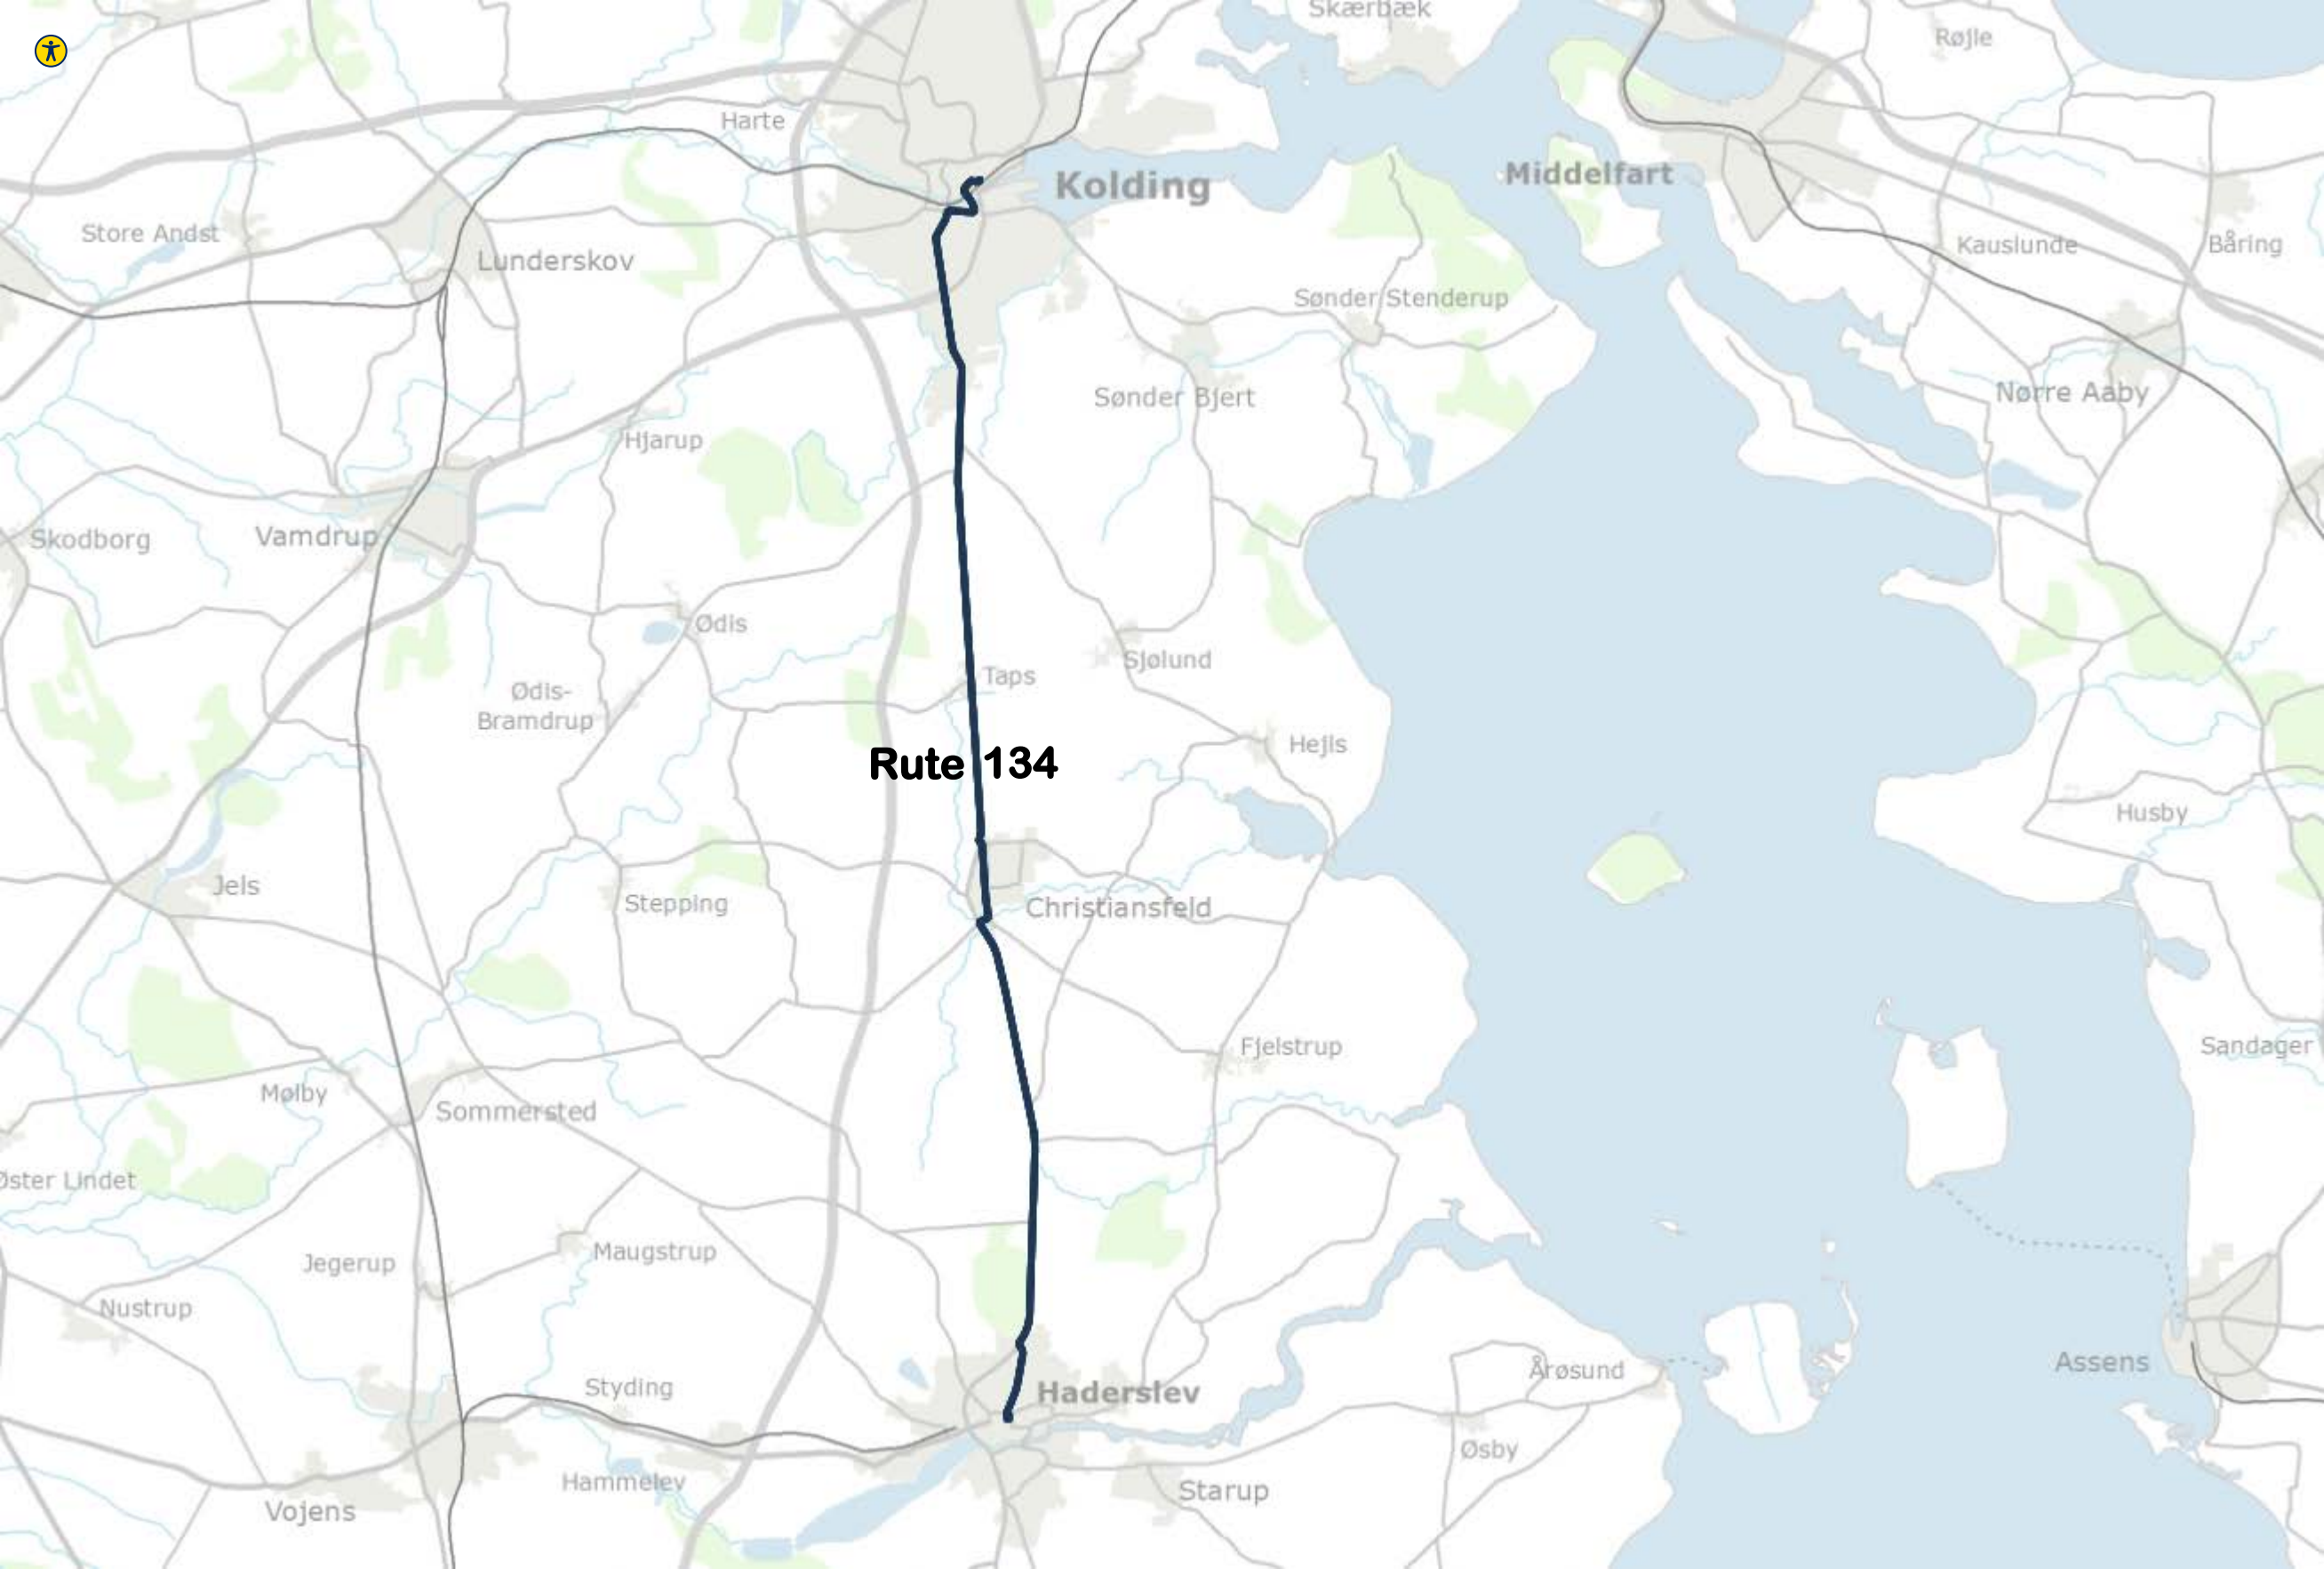 Skærbæk
Røjle
Harte
Kolding
Middelfart
Store Andst
Lunderskov
Kauslunde
Båring
Sønder Stenderup
Sønder Bjert
Nørre Aaby
Hjarup
Skodborg
Vamdrup
Ødis
Sjølund
Taps
Ødis-
Bramdrup
Hejls
Rute 134
Husby
Jels
Stepping
Christiansfeld
Fjelstrup
Sandager
Mølby
Sommersted
Øster Lindet
Maugstrup
Jegerup
Nustrup
Assens
Årøsund
Styding
Haderslev
Øsby
Hammelev
Starup
Vojens